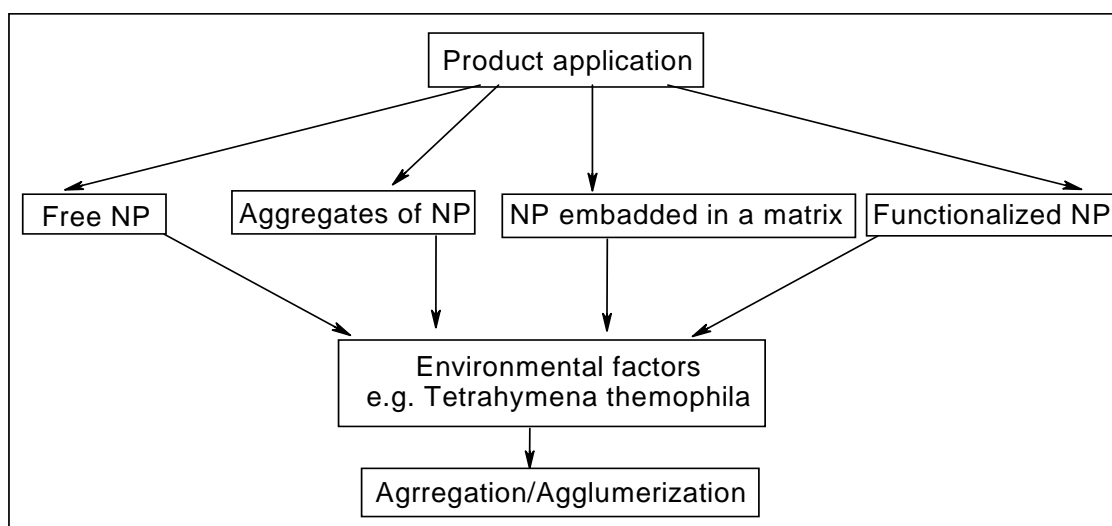 Product application
Free NP
Aggregates of NP
NP embadded in a matrix
Functionalized NP
Environmental factors
e.g. Tetrahymena themophila
Agrregation/Agglumerization